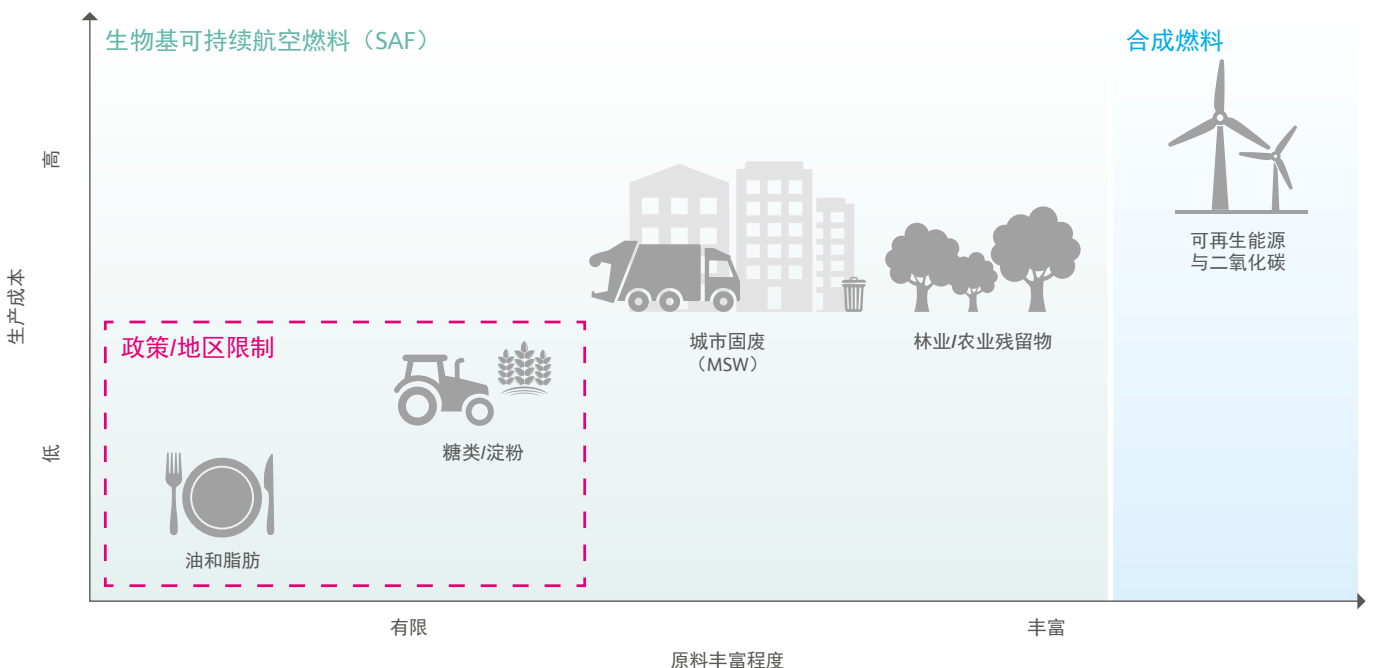 生物基可持续航空燃料（SAF）
合成燃料
高
生产成本
低
可再生能源
与二氧化碳
城市固废
（MSW）
林业/农业残留物
政策/地区限制
糖类/淀粉
油和脂肪
有限
丰富
原料丰富程度